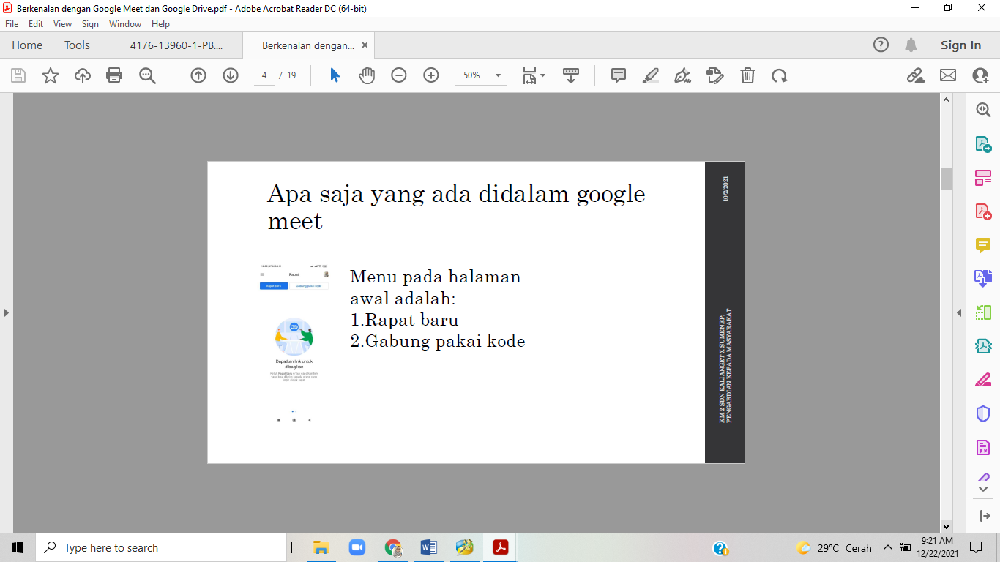 Berkenalan dengan Google Meet dan Google Drive.pdf - Adobe Acrobat Reader DC (64-bit)
File Edit View Sign Window Help
Home Tools 4176-13960-1-PB.... Berkenalan dengan... Sign In
4 / 19 50%
Apa saja yang ada didalam google
meet
10/2/2021
Rapat
Rapat baru Gabung pakai kode
Dapatkan link untuk
dibagikan
Menu pada halaman
awal adalah:
1.Rapat baru
2.Gabung pakai kode
KM 2 SDN KALIANGET X SUMENEP;
PENGABDIAN KEPADA MASYARAKAT
Type here to search
29°C Cerah
9:21 AM
12/22/2021